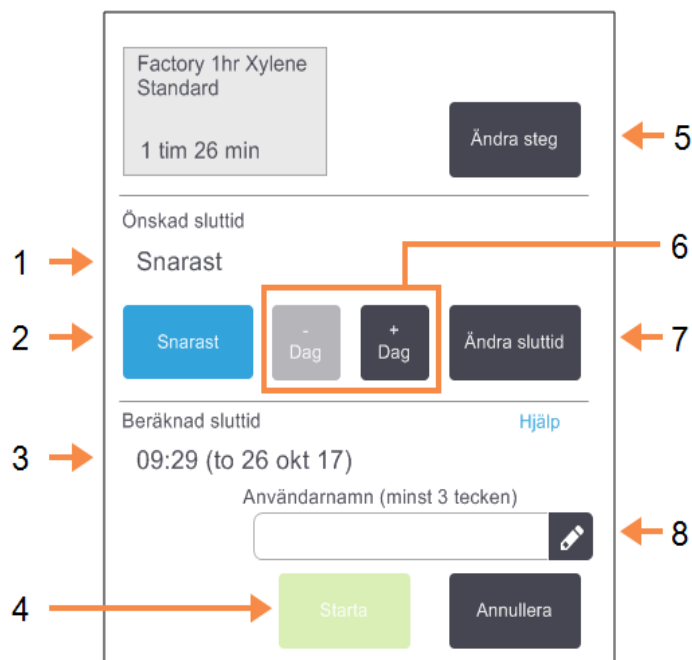 Factory 1hr Xylene
Standard
1 tim 26 min
Ändra steg
5
Önskad sluttid
6
1
Snarast
2
Snarast
-
Dag
+
Dag
Ändra sluttid
7
Beräknad sluttid
Hjälp
3
09:29 (to 26 okt 17)
Användarnamn (minst 3 tecken)
8
4
Starta
Annullera